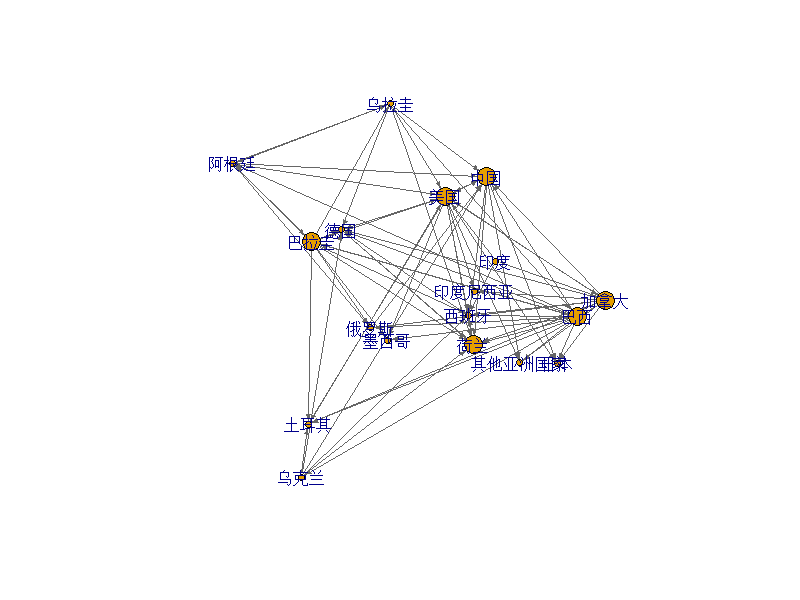 乌拉圭
阿根廷
中国
美国
德国
巴拉圭
印度
印度尼西亚
加拿大
西班牙
巴西
俄罗斯
墨西哥
荷兰
其他亚洲国家
日本
土耳其
乌克兰